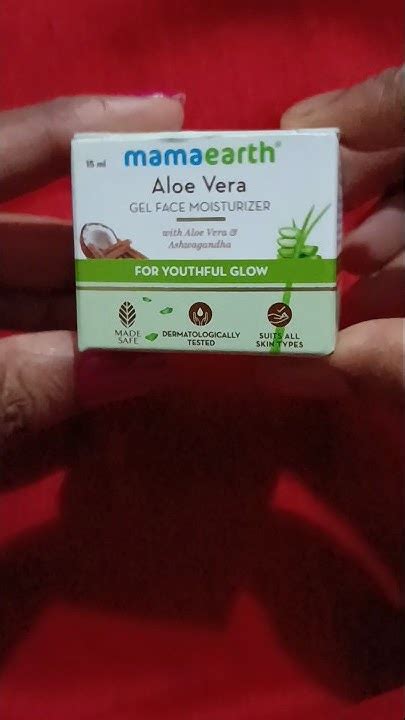 15 ml
mamaearth®
Aloe Vera
GEL FACE MOISTURIZER
with Aloe Vera &
Ashwagandha
FOR YOUTHFUL GLOW
MADE
SAFE
DERMATOLOGICALLY
TESTED
SUITS ALL
SKIN TYPES